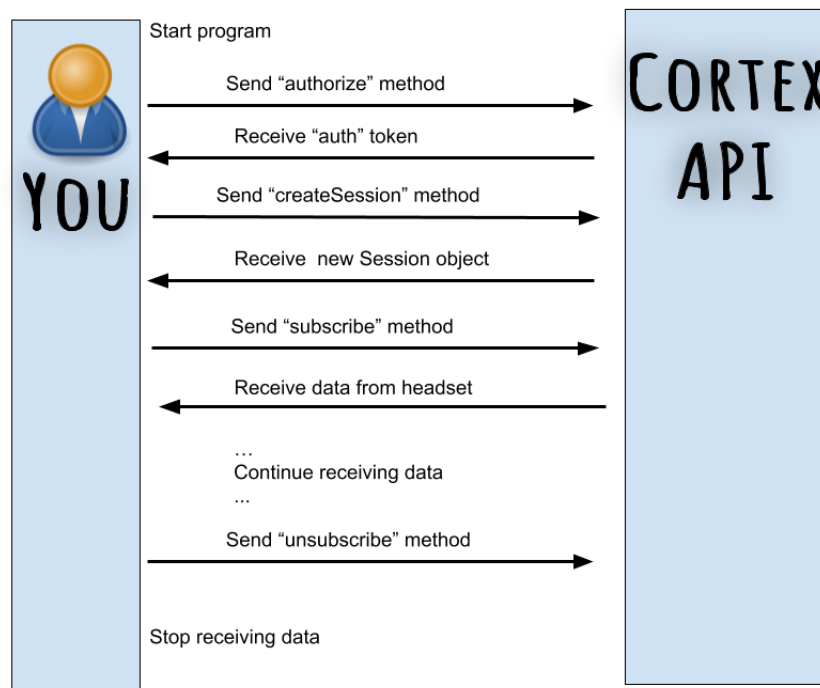 Start program
YOU
CORTEX
API
Send “authorize” method
Receive “auth” token
Send “createSession” method
Receive  new Session object
Send “subscribe” method
Receive data from headset
…
Continue receiving data
...
Send “unsubscribe” method
Stop receiving data